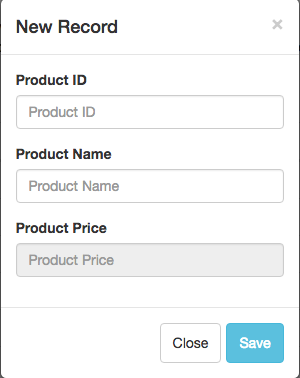 New Record ×
Product ID
Product ID
Product Name
Product Name
Product Price
Product Price
Close Save